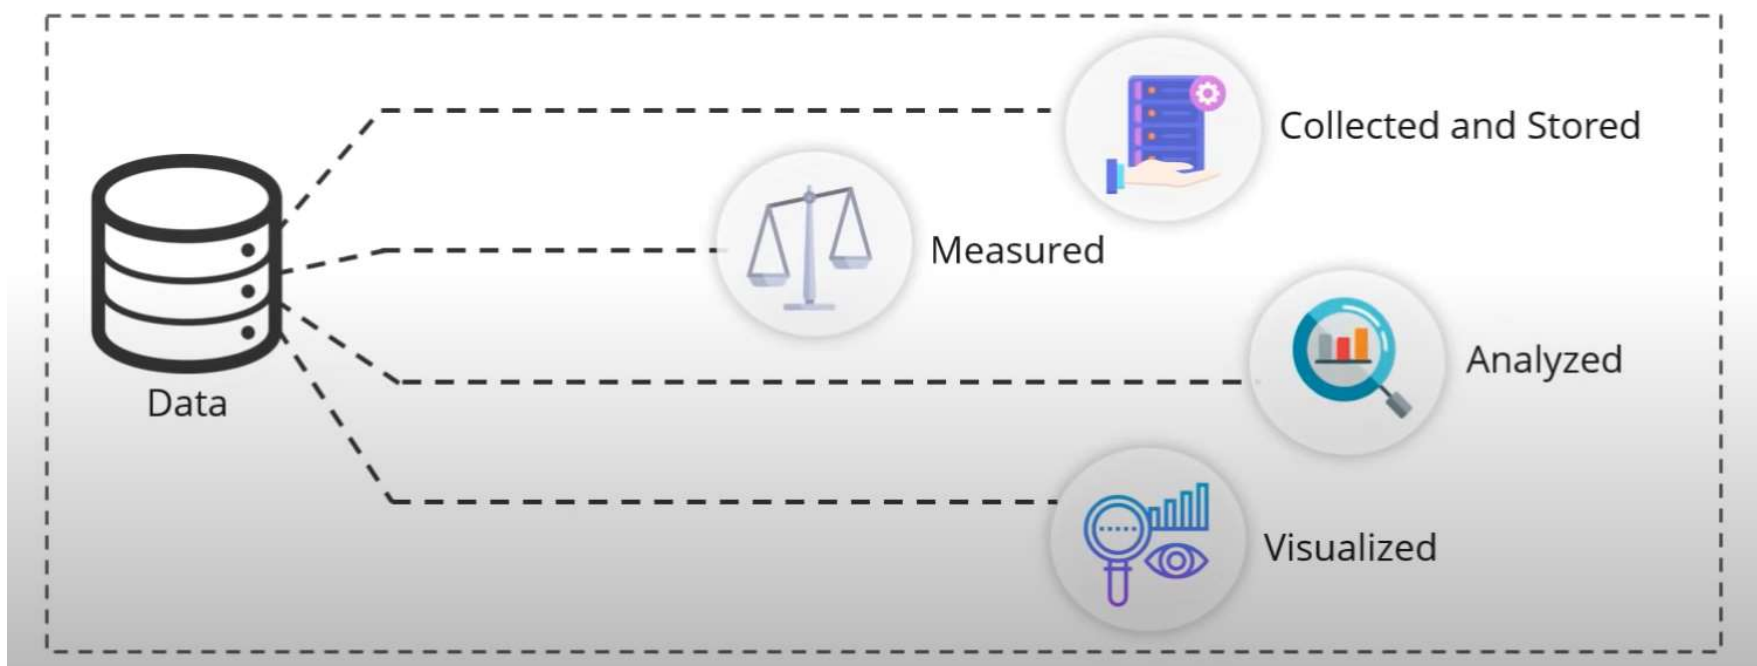 Collected and Stored
Measured
Analyzed
Data
Visualized